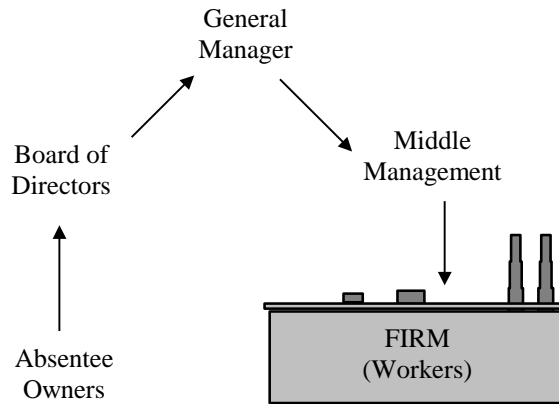 General
Manager
Board of
Directors
Middle
Management
Absentee
Owners
FIRM
(Workers)